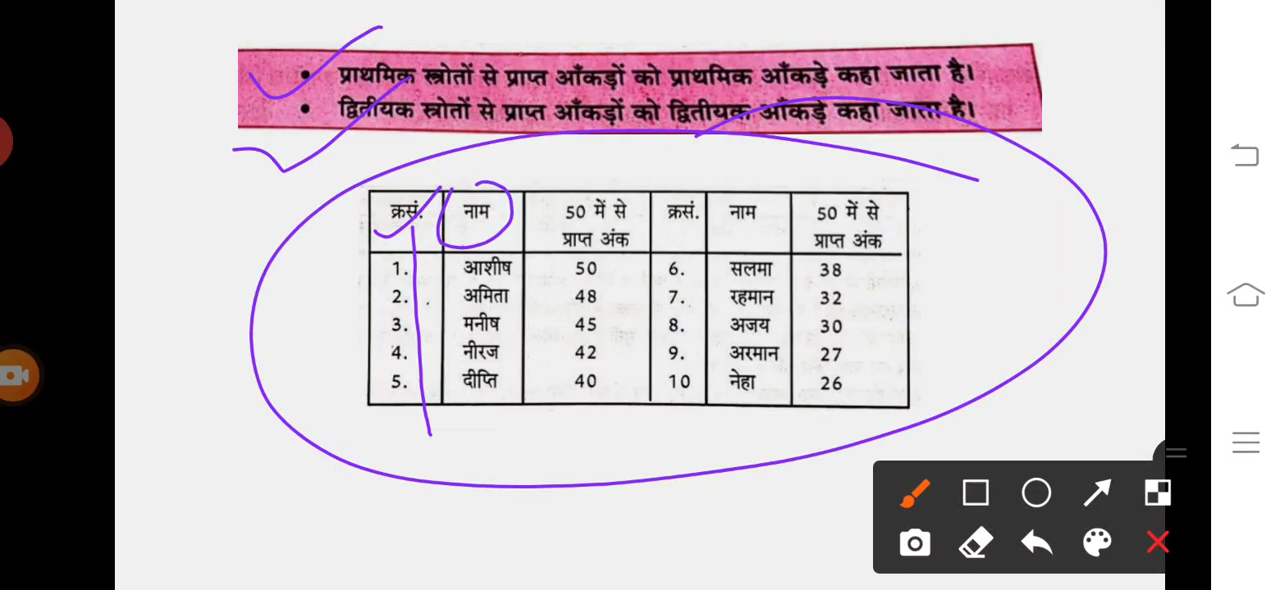 • प्राथमिक स्त्रोतों से प्राप्त आँकड़ों को प्राथमिक आँकड़े कहा जाता है।
• द्वितीयक स्त्रोतों से प्राप्त आँकड़ों को द्वितीयक आँकड़े कहा जाता है।
क्रसं. नाम 50 में से प्राप्त अंक क्रसं. नाम 50 में से प्राप्त अंक
1. आशीष 50 6. सलमा 38
2. अमिता 48 7. रहमान 32
3. मनीष 45 8. अजय 30
4. नीरज 42 9. अरमान 27
5. दीप्ति 40 10 नेहा 26